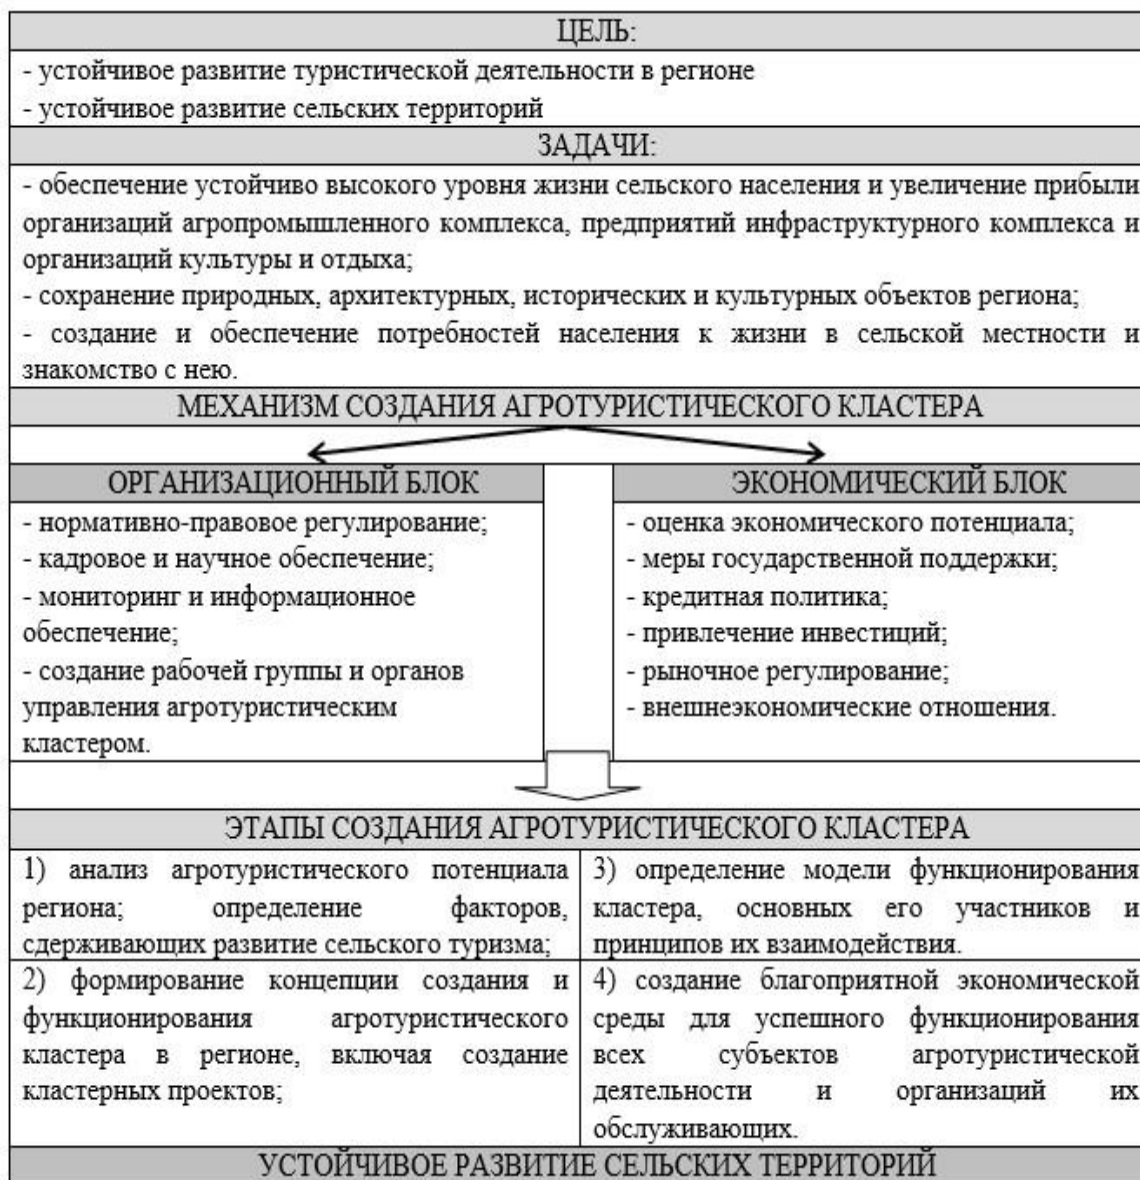 ЦЕЛЬ:
- устойчивое развитие туристической деятельности в регионе
- устойчивое развитие сельских территорий
ЗАДАЧИ:
- обеспечение устойчиво высокого уровня жизни сельского населения и увеличение прибыли
организаций агропромышленного комплекса, предприятий инфраструктурного комплекса и
организаций культуры и отдыха;
- сохранение природных, архитектурных, исторических и культурных объектов региона;
- создание и обеспечение потребностей населения к жизни в сельской местности и
знакомство с нею.
МЕХАНИЗМ СОЗДАНИЯ АГРОТУРИСТИЧЕСКОГО КЛАСТЕРА
ОРГАНИЗАЦИОННЫЙ БЛОК
- нормативно-правовое регулирование;
- кадровое и научное обеспечение;
- мониторинг и информационное
обеспечение;
- создание рабочей группы и органов
управления агротуристическим
кластером.
ЭКОНОМИЧЕСКИЙ БЛОК
- оценка экономического потенциала;
- меры государственной поддержки;
- кредитная политика;
- привлечение инвестиций;
- рыночное регулирование;
- внешнеэкономические отношения.
ЭТАПЫ СОЗДАНИЯ АГРОТУРИСТИЧЕСКОГО КЛАСТЕРА
1) анализ агротуристического потенциала
региона; определение факторов,
сдерживающих развитие сельского туризма;
2) формирование концепции создания и
функционирования агротуристического
кластера в регионе, включая создание
кластерных проектов;
3) определение модели функционирования
кластера, основных его участников и
принципов их взаимодействия.
4) создание благоприятной экономической
среды для успешного функционирования
всех субъектов агротуристической
деятельности и организаций их
обслуживающих.
УСТОЙЧИВОЕ РАЗВИТИЕ СЕЛЬСКИХ ТЕРРИТОРИЙ